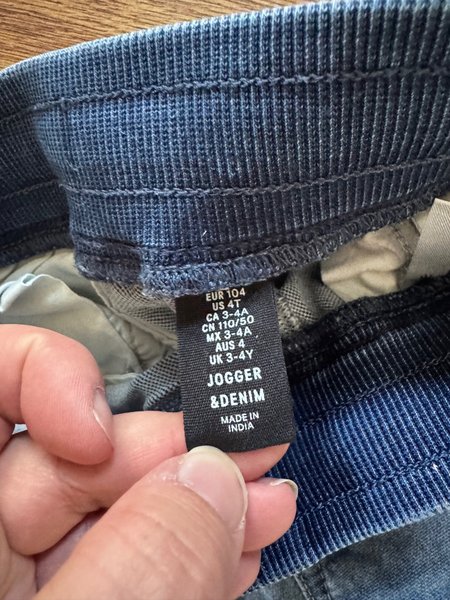 EUR 104
US 4T
CA 3-4A
CN 110/50
MX 3-4A
AUS 4
UK 3-4Y
JOGGER
&DENIM
MADE IN
INDIA